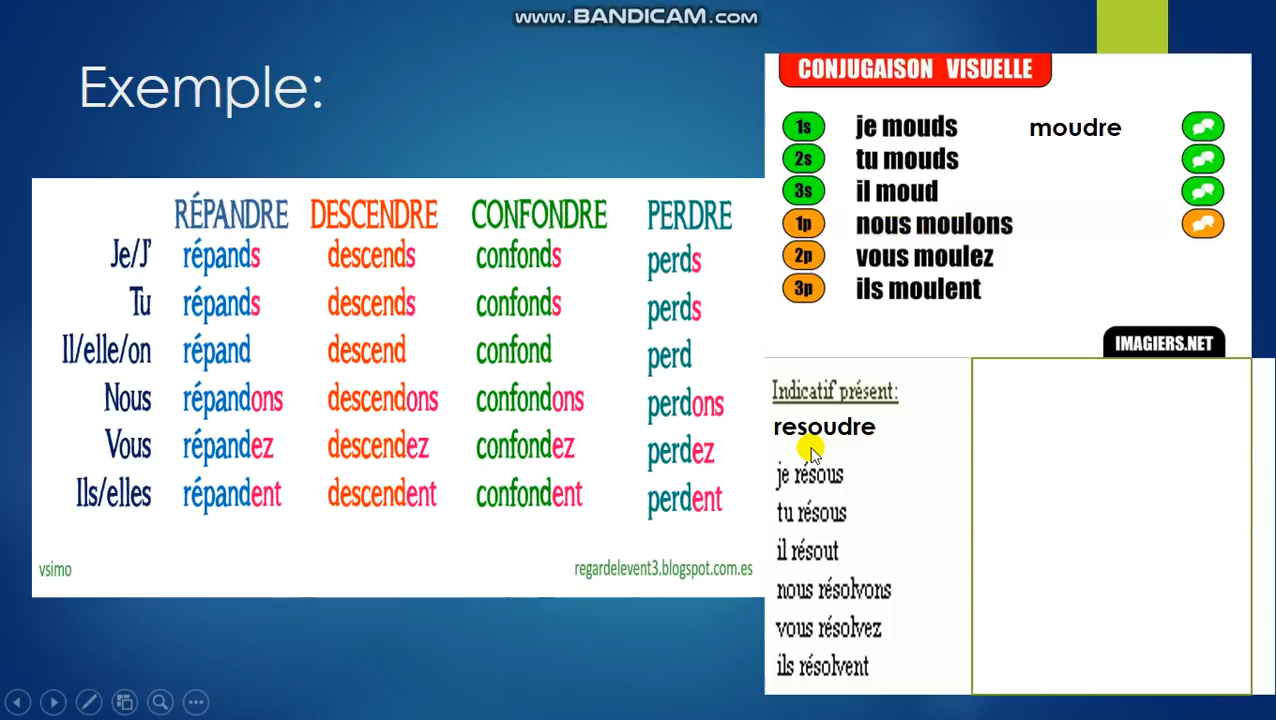 www.BANDICAM.com
Exemple:
RÉPANDRE DESCENDRE CONFONDRE PERDRE
Je/J' répands descends confonds perds
Tu répands descends confonds perds
Il/elle/on répand descend confond perd
Nous répandons descendons confondons perdons
Vous répandez descendez confondez perdez
Ils/elles répandent descendent confondent perdent
vsimo regardelevent3.blogspot.com.es
CONJUGAISON VISUELLE
1s je mouds moudre
2s tu mouds
3s il moud
1p nous moulons
2p vous moulez
3p ils moulent
IMAGIERS.NET
Indicatif présent:
resoudre
je résous
tu résous
il résout
nous résolvons
vous résolvez
ils résolvent